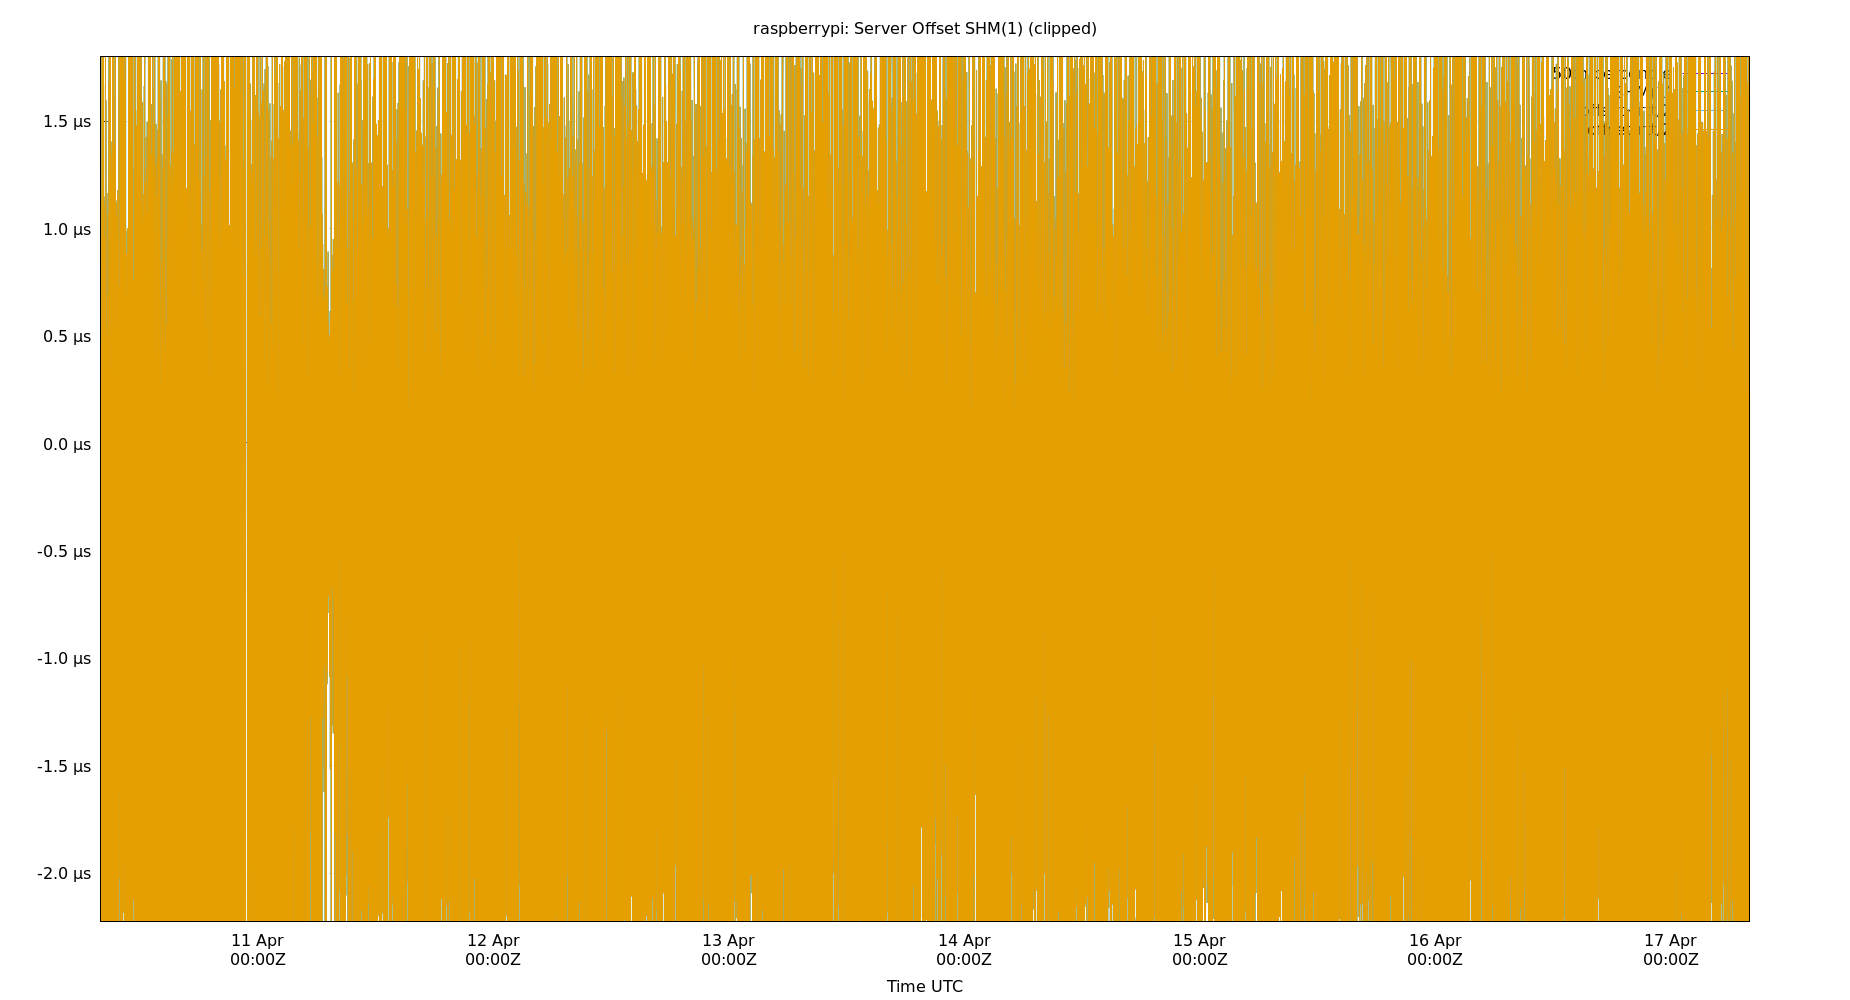 raspberrypi: Server Offset SHM(1) (clipped)
50
1.5 µs
1.0 µs
0.5 µs
0.0 µs
-0.5 µs
-1.0 µs
-1.5 µs
-2.0 µs
11 Apr 12 Apr 13 Apr 14 Apr 15 Apr 16 Apr 17 Apr
00:00Z 00:00Z 00:00Z 00:00Z 00:00Z 00:00Z 00:00Z
Time UTC